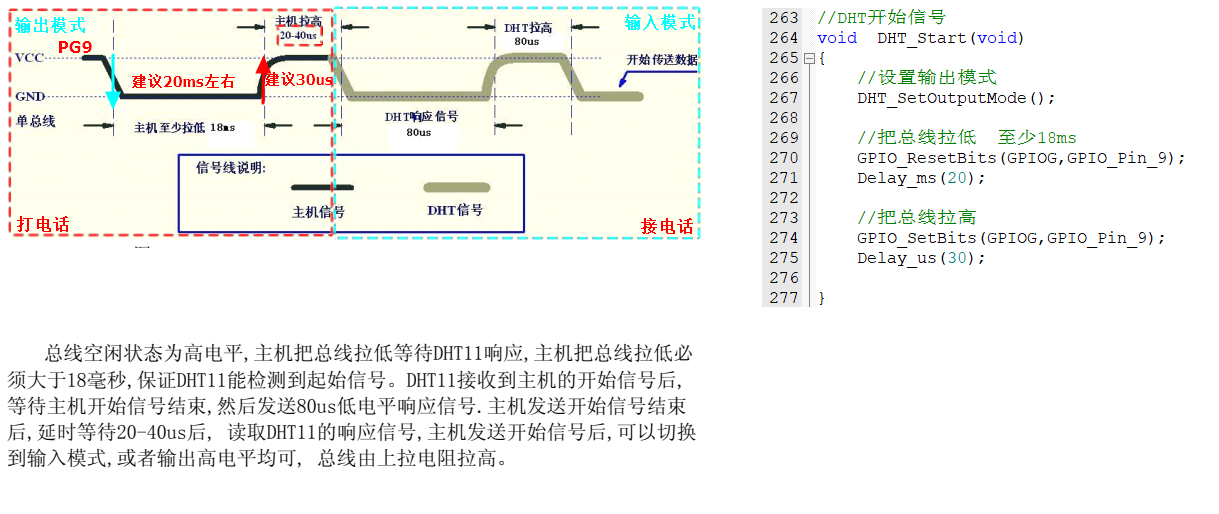 输出模式
主机拉高
20-40us
DHT拉高
80us
输入模式
PG9
VCC
建议20ms左右
建议30us
开始传送数据
GND
单总线
主机至少拉低 18ms
DHT响应信号
80us
信号线说明:
主机信号
DHT信号
打电话
接电话
总线空闲状态为高电平,主机把总线拉低等待DHT11响应,主机把总线拉低必
须大于18毫秒,保证DHT11能检测到起始信号。DHT11接收到主机的开始信号后,
等待主机开始信号结束,然后发送80us低电平响应信号.主机发送开始信号结束
后,延时等待20-40us后, 读取DHT11的响应信号,主机发送开始信号后,可以切换
到输入模式,或者输出高电平均可, 总线由上拉电阻拉高。
263 //DHT开始信号
264 void DHT_Start(void)
265 {
266 //设置输出模式
267 DHT_SetOutputMode();
268
269 //把总线拉低 至少18ms
270 GPIO_ResetBits(GPIOG,GPIO_Pin_9);
271 Delay_ms(20);
272
273 //把总线拉高
274 GPIO_SetBits(GPIOG,GPIO_Pin_9);
275 Delay_us(30);
276
277 }